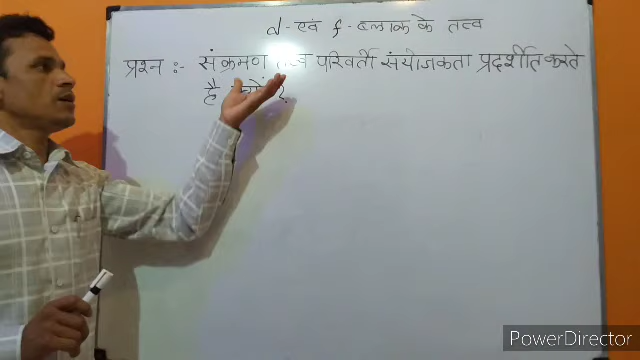 d - एवं f - ब्लाक के तत्व
प्रश्न :- संक्रमण तत्व परिवर्ती संयोजकता प्रदर्शीत करते
है ?
PowerDirector